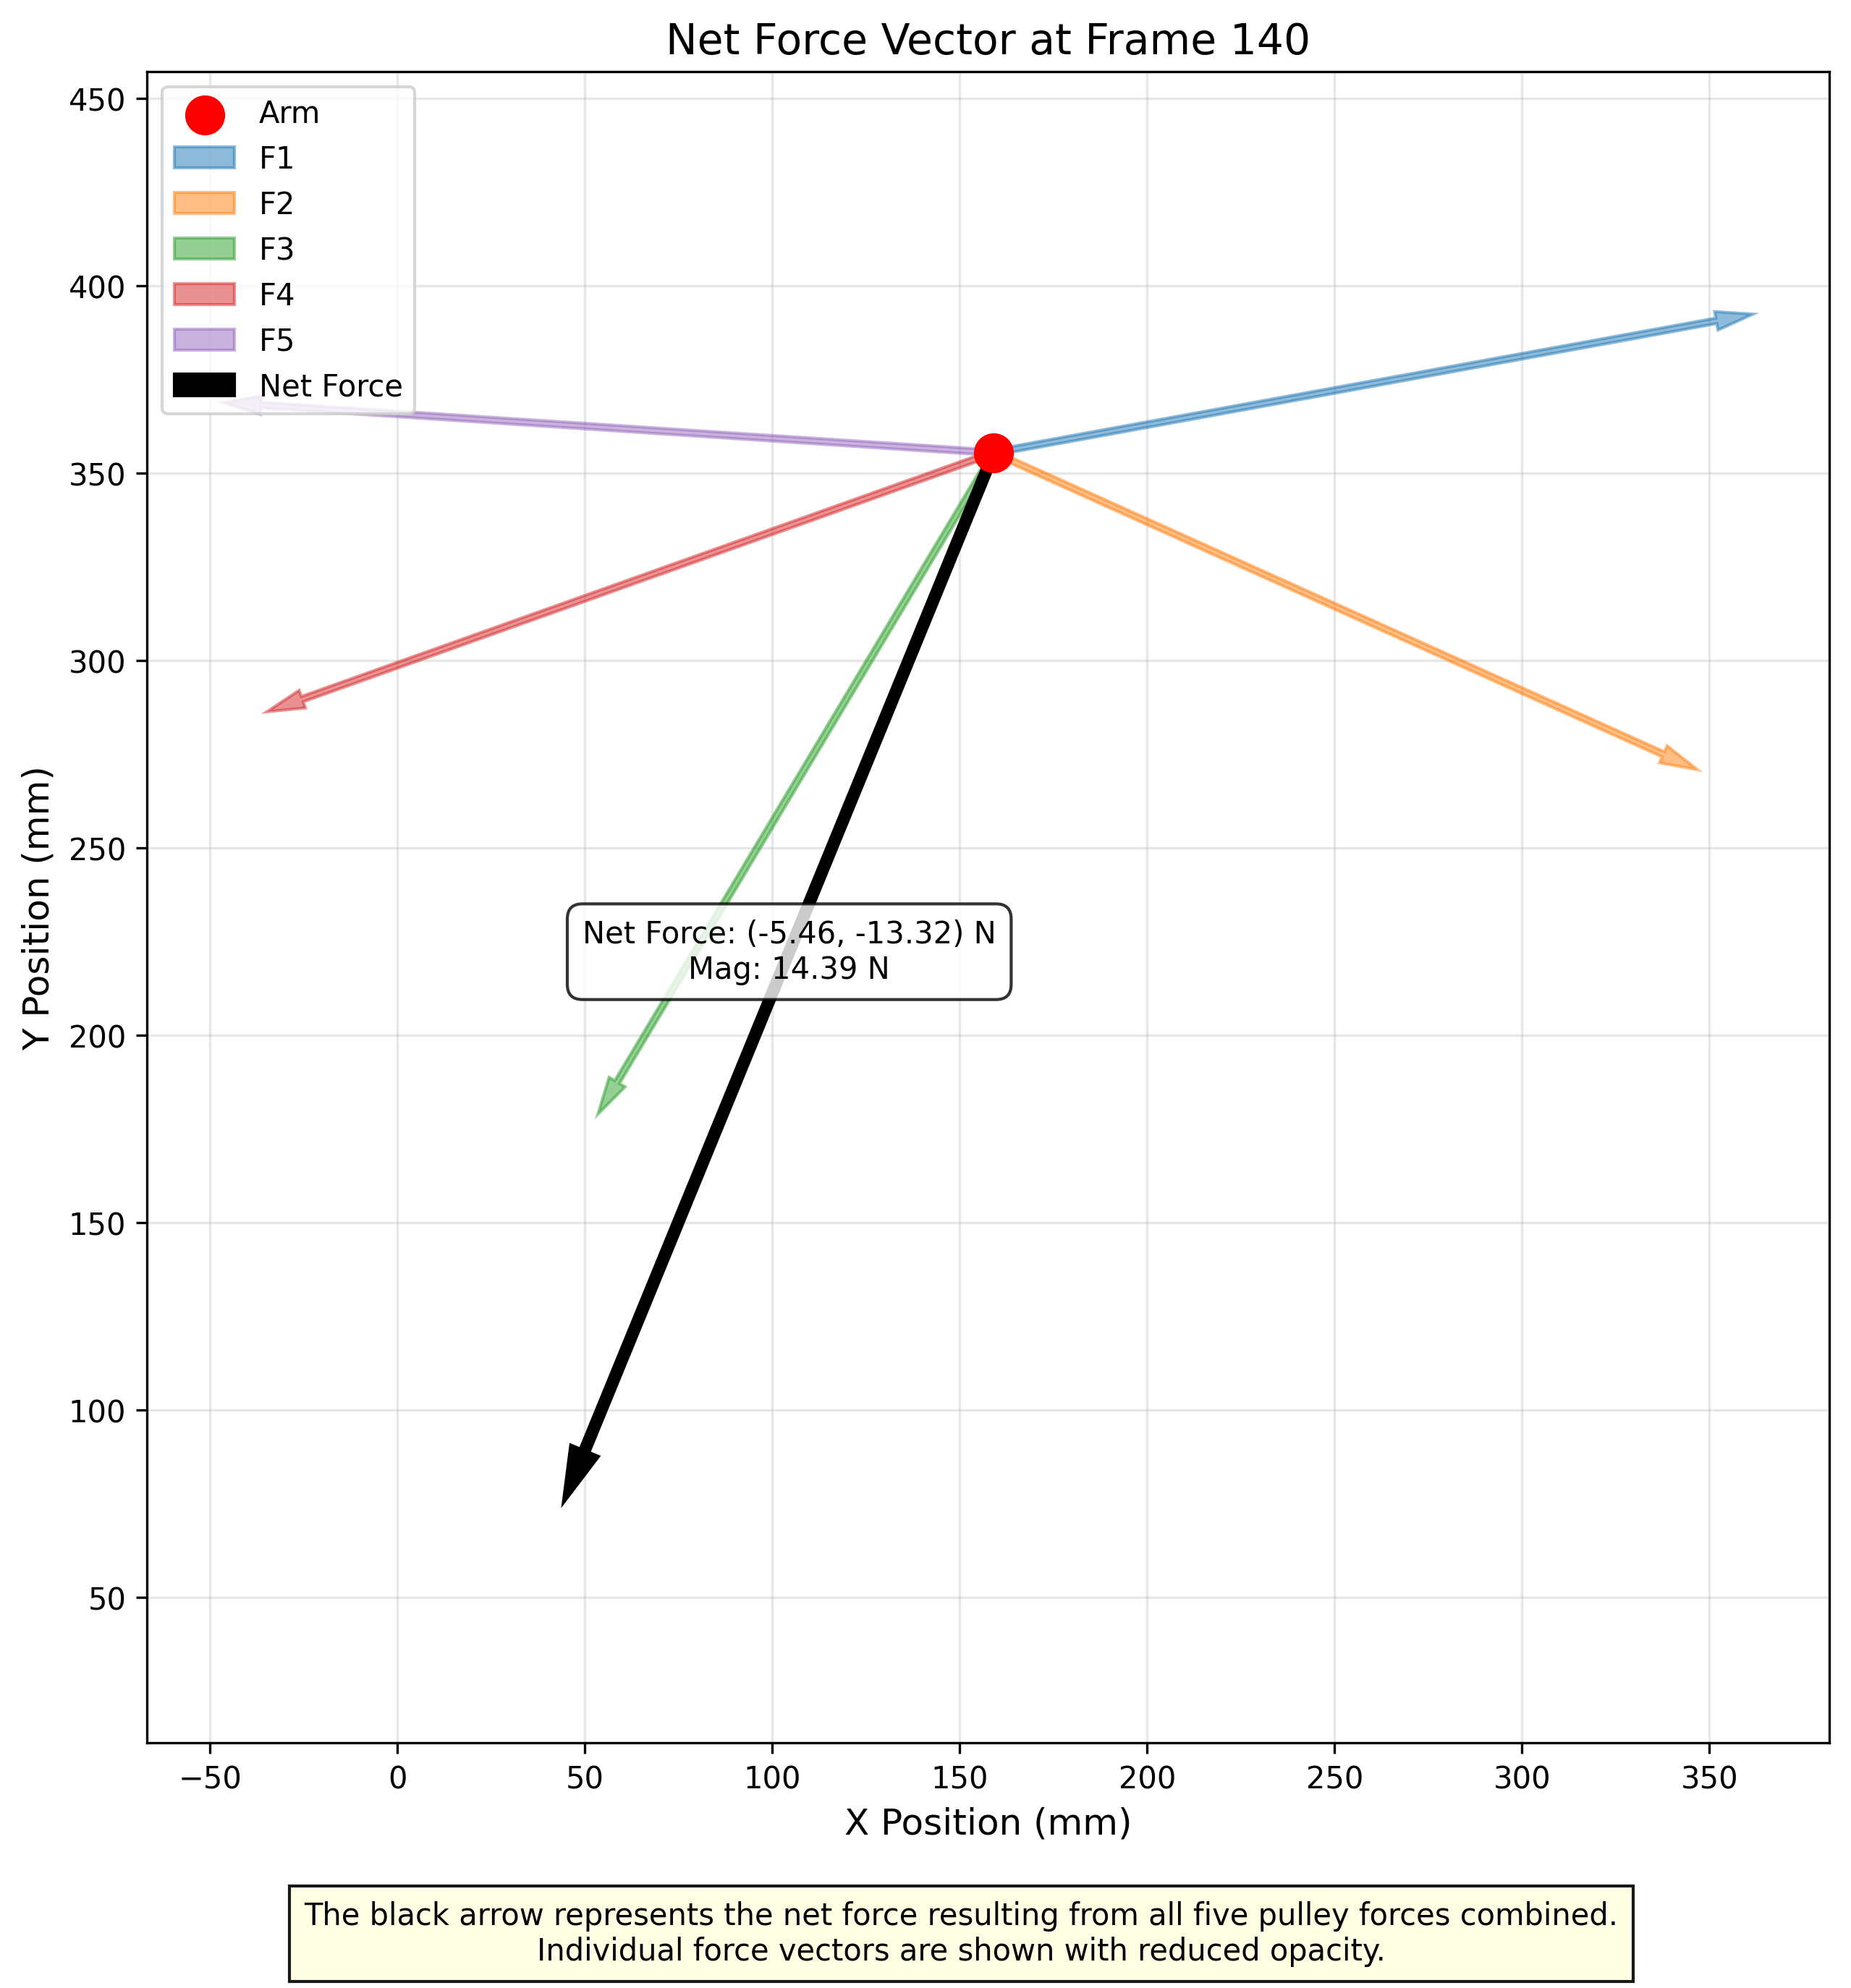 Net Force Vector at Frame 140
Arm
F1
F2
F3
F4
F5
Net Force
450
400
350
300
250
200
150
100
50
Y Position (mm)
Net Force: (-5.46, -13.32) N
Mag: 14.39 N
−50
0
50
100
150
200
250
300
350
X Position (mm)
The black arrow represents the net force resulting from all five pulley forces combined.
Individual force vectors are shown with reduced opacity.